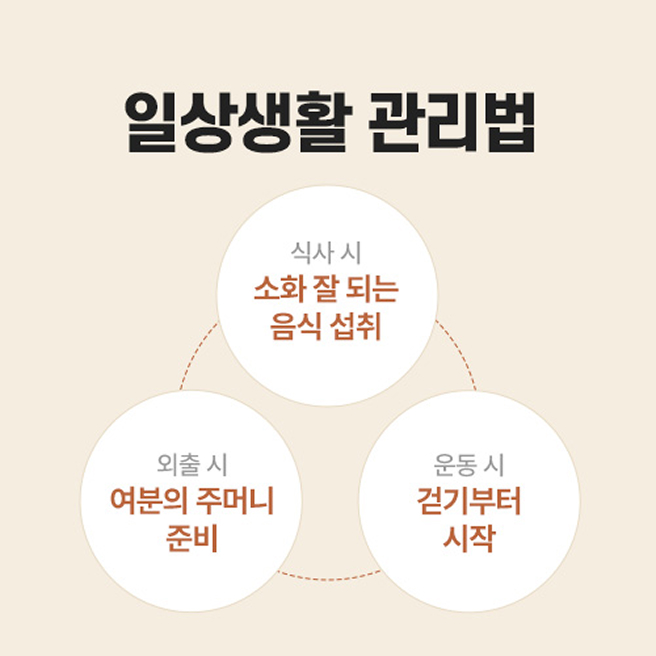 일상생활 관리법
식사 시
소화 잘 되는
음식 섭취
외출 시
여분의 주머니
준비
운동 시
걷기부터
시작